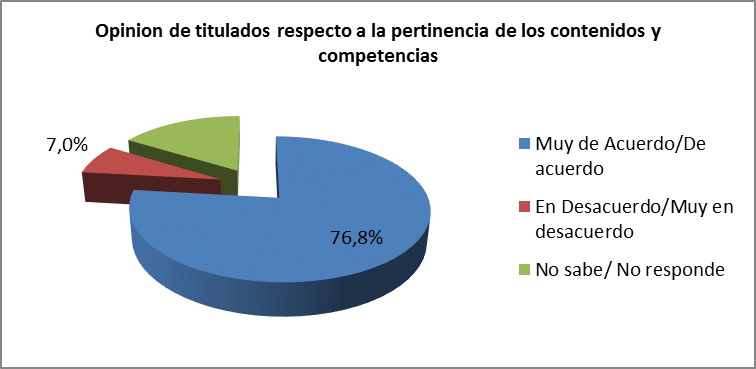 Opinion de titulados respecto a la pertinencia de los contenidos y
competencias
7,0%
76,8%
Muy de Acuerdo/De
acuerdo
En Desacuerdo/Muy en
desacuerdo
No sabe/ No responde